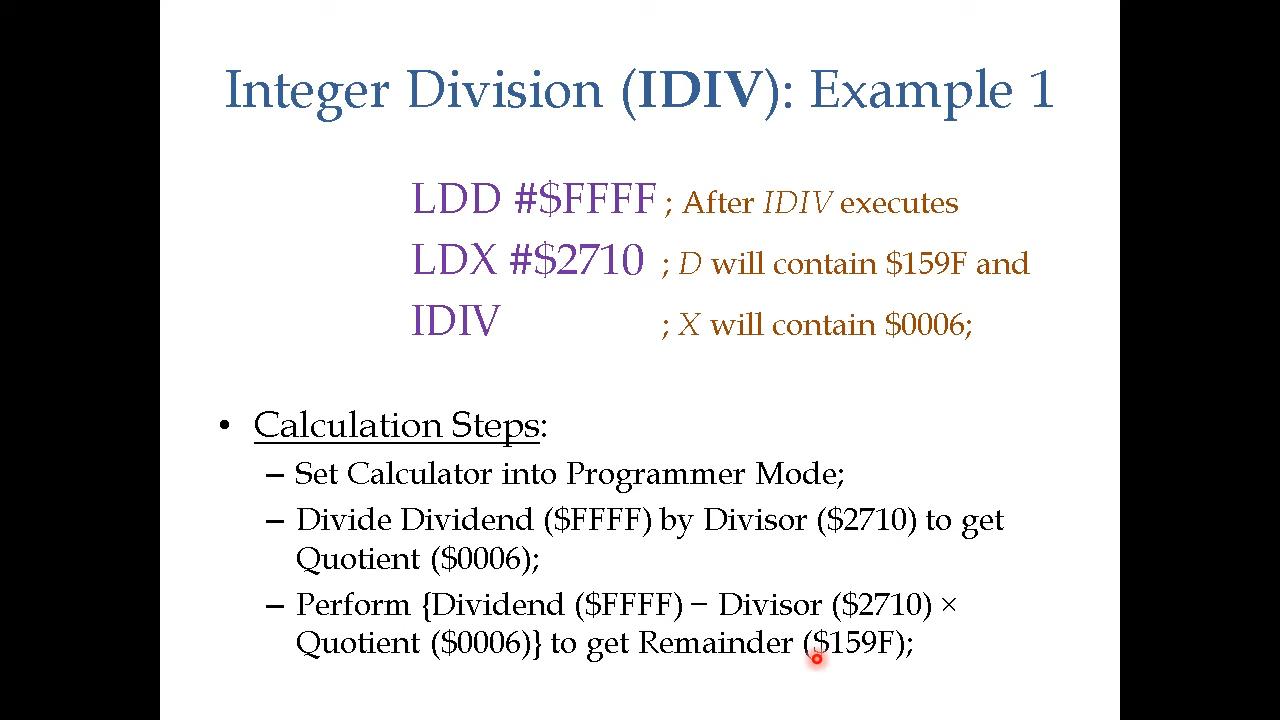 Integer Division (IDIV): Example 1
LDD #$FFFF ; After IDIV executes
LDX #$2710 ; D will contain $159F and
IDIV ; X will contain $0006;
• Calculation Steps:
– Set Calculator into Programmer Mode;
– Divide Dividend ($FFFF) by Divisor ($2710) to get
Quotient ($0006);
– Perform {Dividend ($FFFF) − Divisor ($2710) ×
Quotient ($0006)} to get Remainder ($159F);